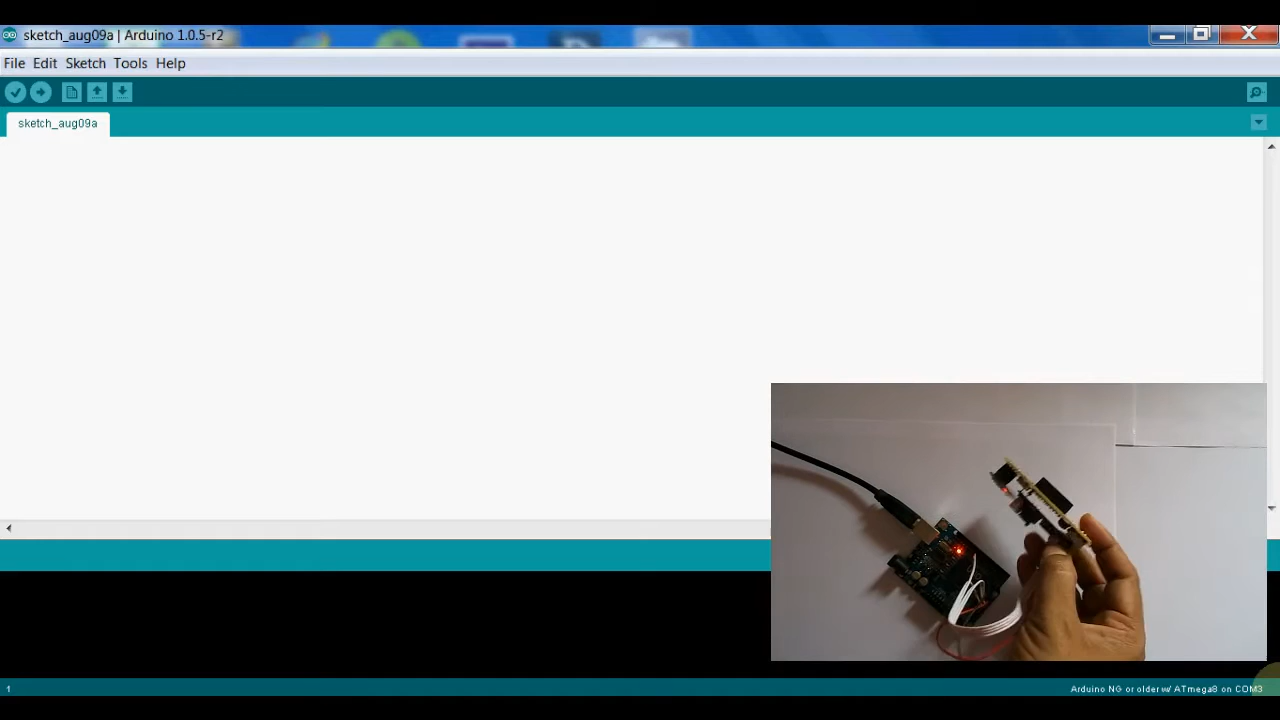 sketch_aug09a | Arduino 1.0.5-r2
File Edit Sketch Tools Help
sketch_aug09a
1
Arduino NG or older w/ ATmega8 on COM3